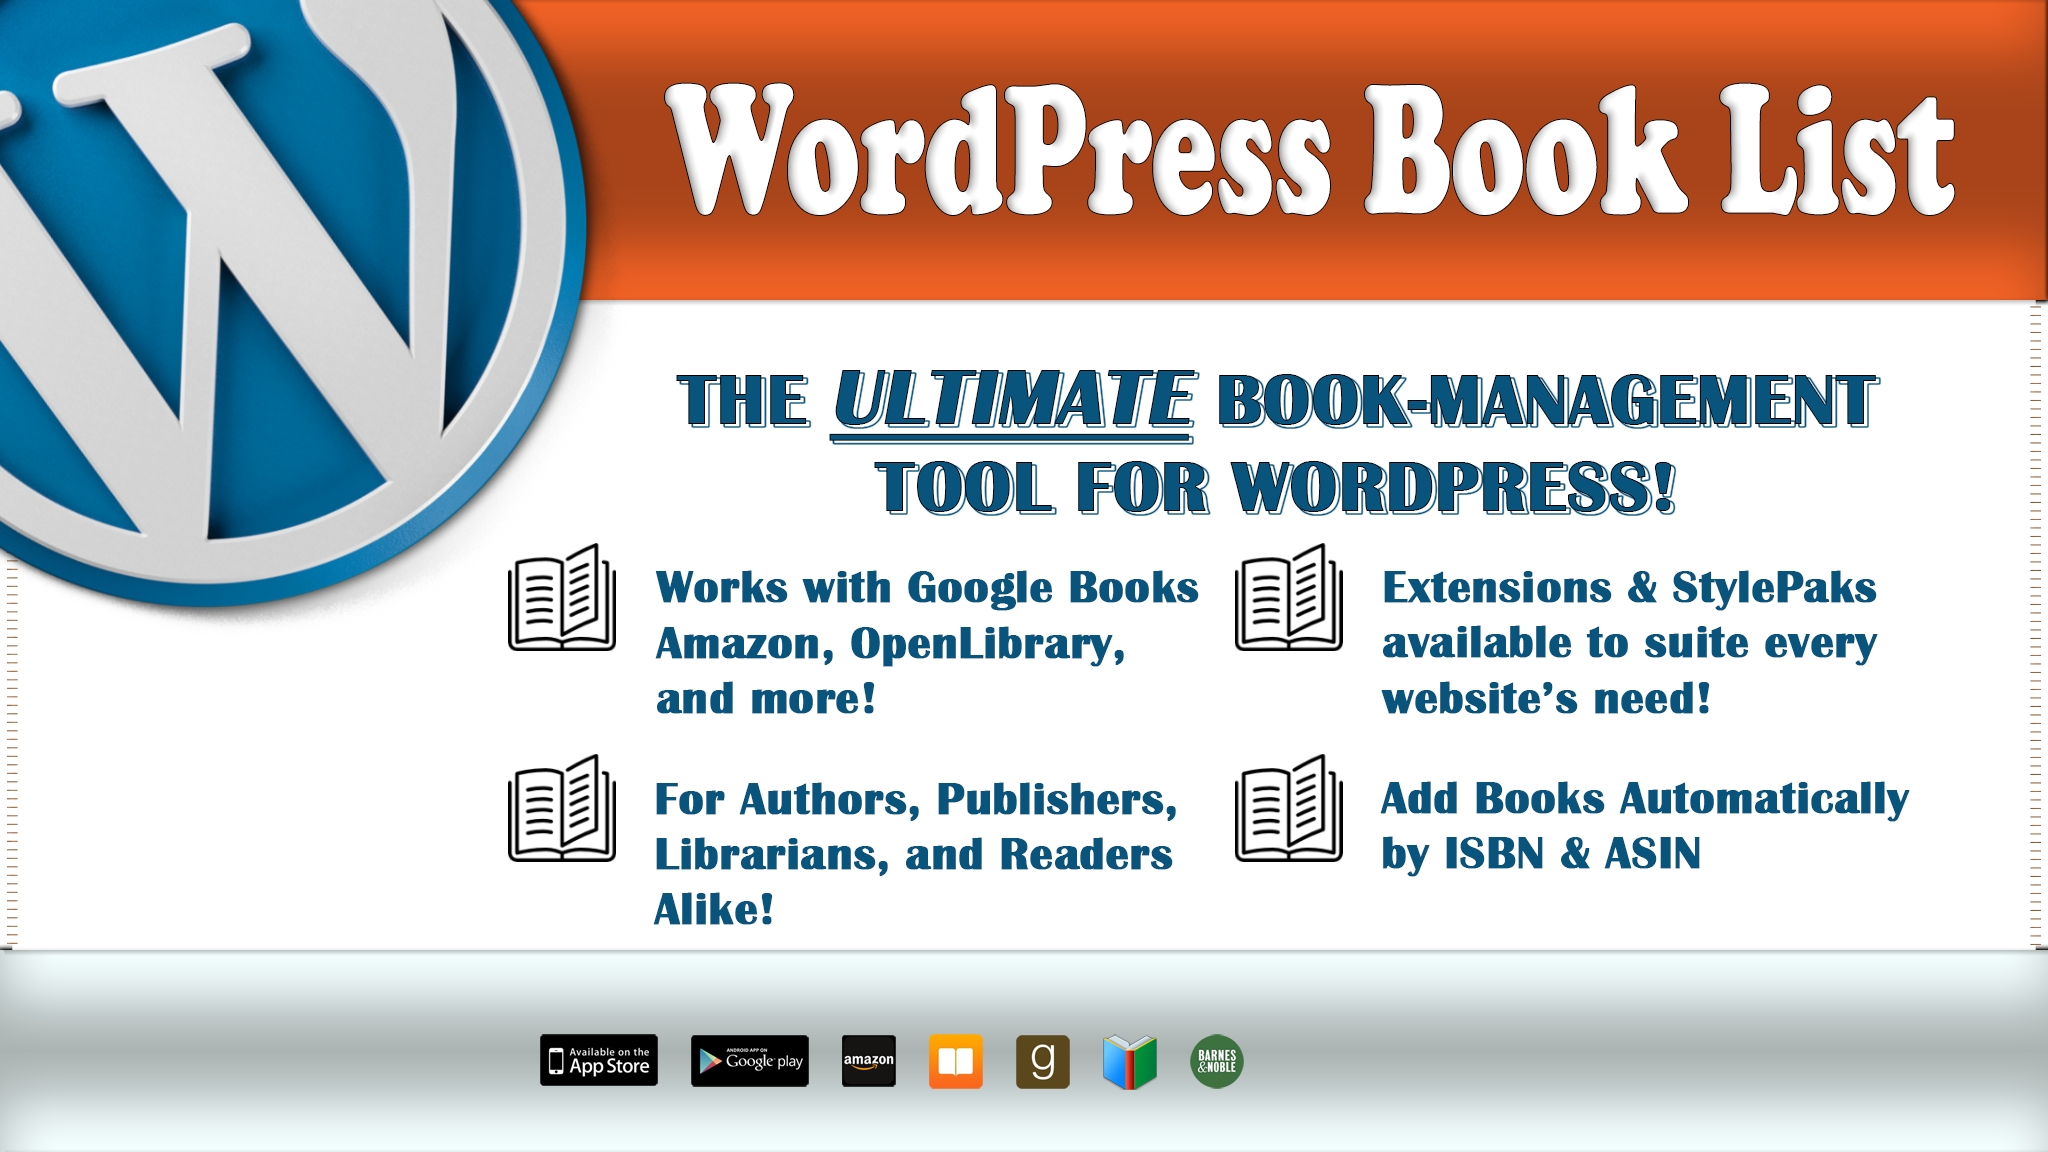 WordPress Book List
THE ULTIMATE BOOK-MANAGEMENT
TOOL FOR WORDPRESS!
Works with Google Books
Amazon, OpenLibrary,
and more!
Extensions & StylePaks
available to suite every
website’s need!
For Authors, Publishers,
Librarians, and Readers
Alike!
Add Books Automatically
by ISBN & ASIN
Available on the
App Store
ANDROID APP ON
Google play
amazon
g
BARNES
&NOBLE